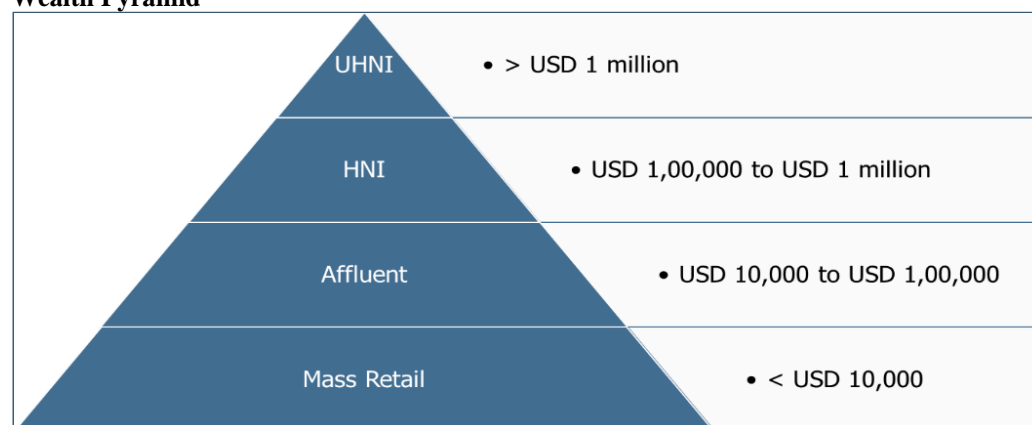 Wealth Pyramid
UHNI
• > USD 1 million
HNI
• USD 1,00,000 to USD 1 million
Affluent
• USD 10,000 to USD 1,00,000
Mass Retail
• < USD 10,000